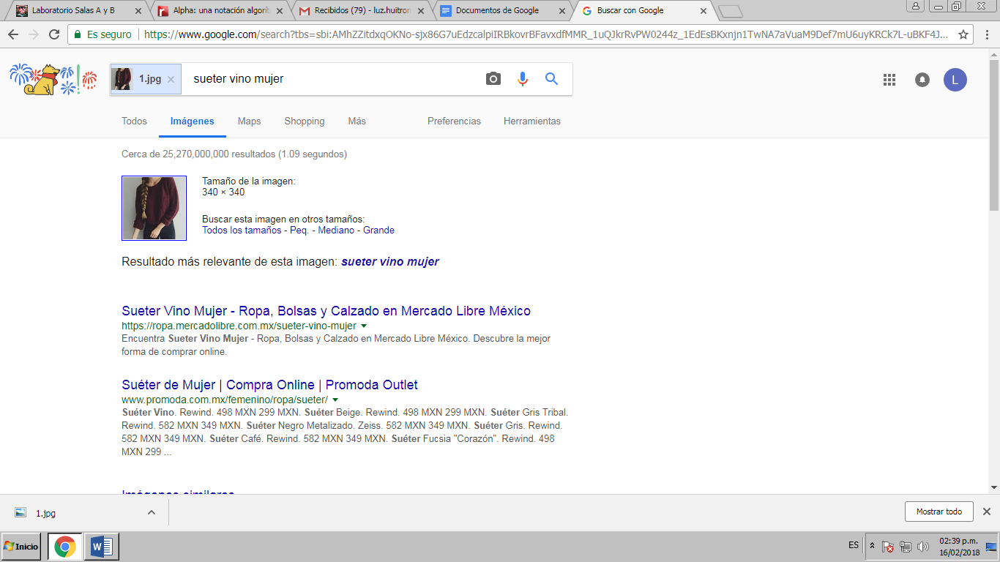 Laboratorio Salas A y B
Alpha: una notación algorít
Recibidos (79) - luz.huitron
Documentos de Google
Buscar con Google
Es seguro
https://www.google.com/search?tbs=sbi:AMhZZitdxqOKNo-sjx86G7uEdzcalpiIRBkovrBFavxdfMMR_1uQJkrRvPW0244z_1EdEsBKxnjn1TwNA7aVuaM9Def7mU6uyKRCk7L-uBKF4J...
1.jpg
sueter vino mujer
L
Todos Imágenes Maps Shopping Más Preferencias Herramientas
Cerca de 25,270,000,000 resultados (1.09 segundos)
Tamaño de la imagen:
340 × 340
Buscar esta imagen en otros tamaños:
Todos los tamaños - Peq. - Mediano - Grande
Resultado más relevante de esta imagen: sueter vino mujer
Sueter Vino Mujer - Ropa, Bolsas y Calzado en Mercado Libre México
https://ropa.mercadolibre.com.mx/sueter-vino-mujer
Encuentra Sueter Vino Mujer - Ropa, Bolsas y Calzado en Mercado Libre México. Descubre la mejor
forma de comprar online.
Suéter de Mujer | Compra Online | Promoda Outlet
www.promoda.com.mx/femenino/ropa/sueter/
Suéter Vino. Rewind. 498 MXN 299 MXN. Suéter Beige. Rewind. 498 MXN 299 MXN. Suéter Gris Tribal.
Rewind. 582 MXN 349 MXN. Suéter Negro Metalizado. Zeiss. 582 MXN 349 MXN. Suéter Gris. Rewind.
582 MXN 349 MXN. Suéter Café. Rewind. 582 MXN 349 MXN. Suéter Fucsia "Corazón". Rewind. 498
MXN 299 ...
Imágenes similares
1.jpg
Mostrar todo
Inicio
ES
02:39 p.m.
16/02/2018